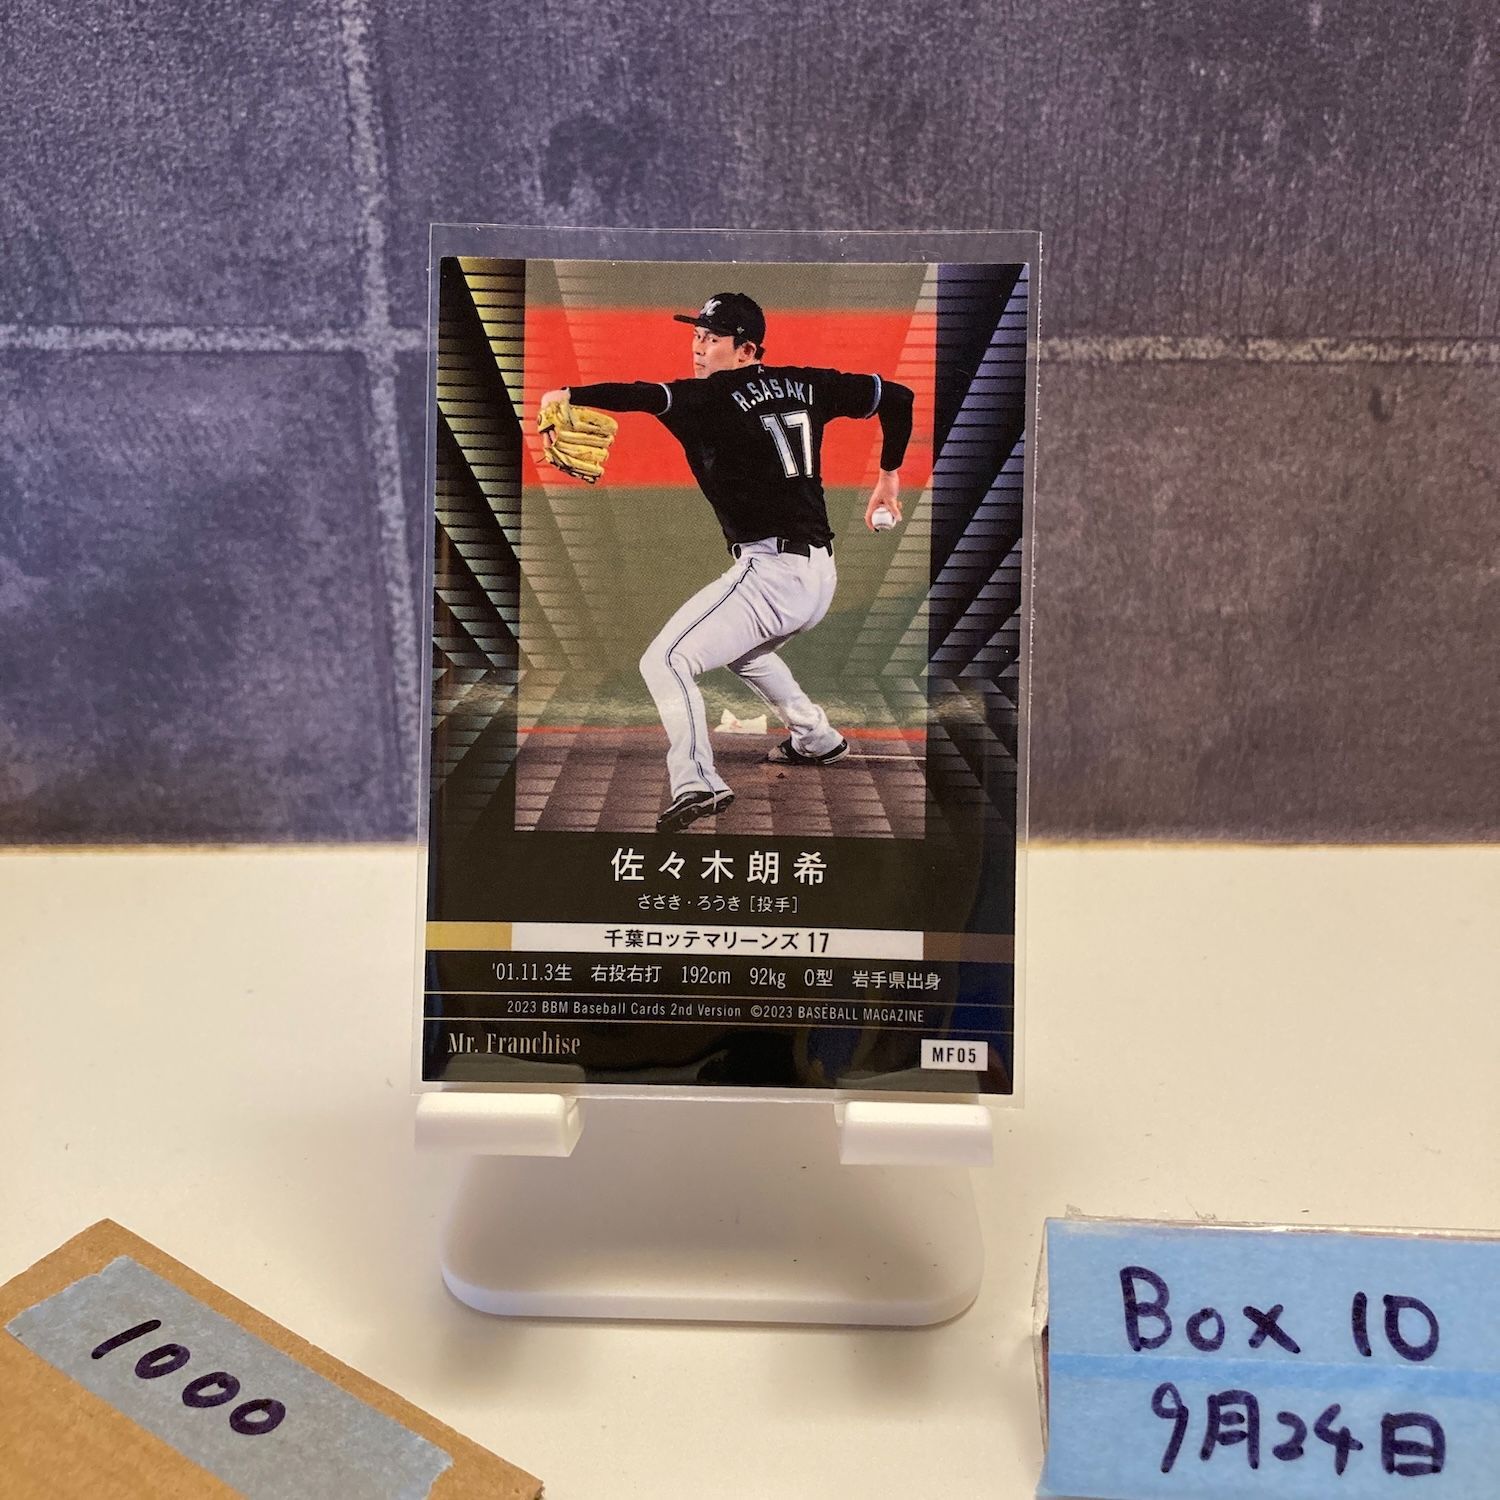 M
R.SASAKI
17
佐々木朗希
ささき・ろうき [投手]
千葉ロッテマリーンズ 17
'01.11.3生 右投右打 192cm 92kg O型 岩手県出身
2023 BBM Baseball Cards 2nd Version ©2023 BASEBALL MAGAZINE
Mr. Franchise
MF05
1000
Box 10
9月24日